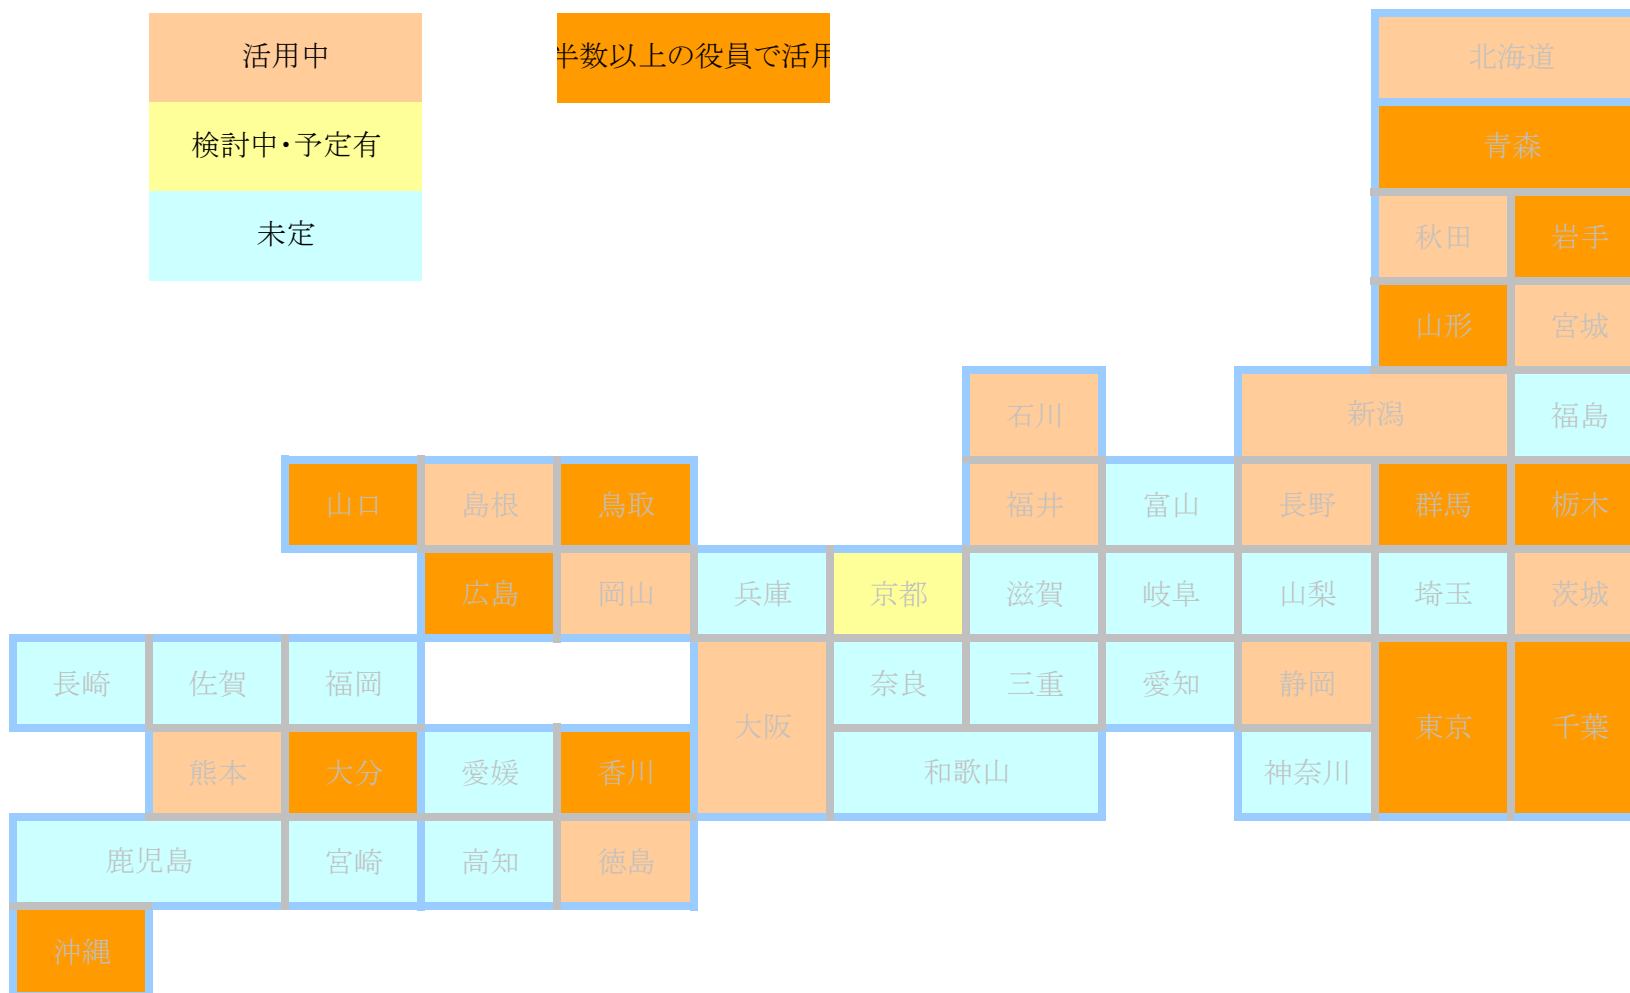 活用中
半数以上の役員で活用
検討中・予定有
未定
北海道
青森
秋田 岩手
山形 宮城
石川 新潟 福島
山口 島根 鳥取 福井 富山 長野 群馬 栃木
広島 岡山 兵庫 京都 滋賀 岐阜 山梨 埼玉 茨城
長崎 佐賀 福岡 大阪 奈良 三重 愛知 静岡 東京 千葉
熊本 大分 愛媛 香川 和歌山 神奈川
鹿児島 宮崎 高知 徳島
沖縄